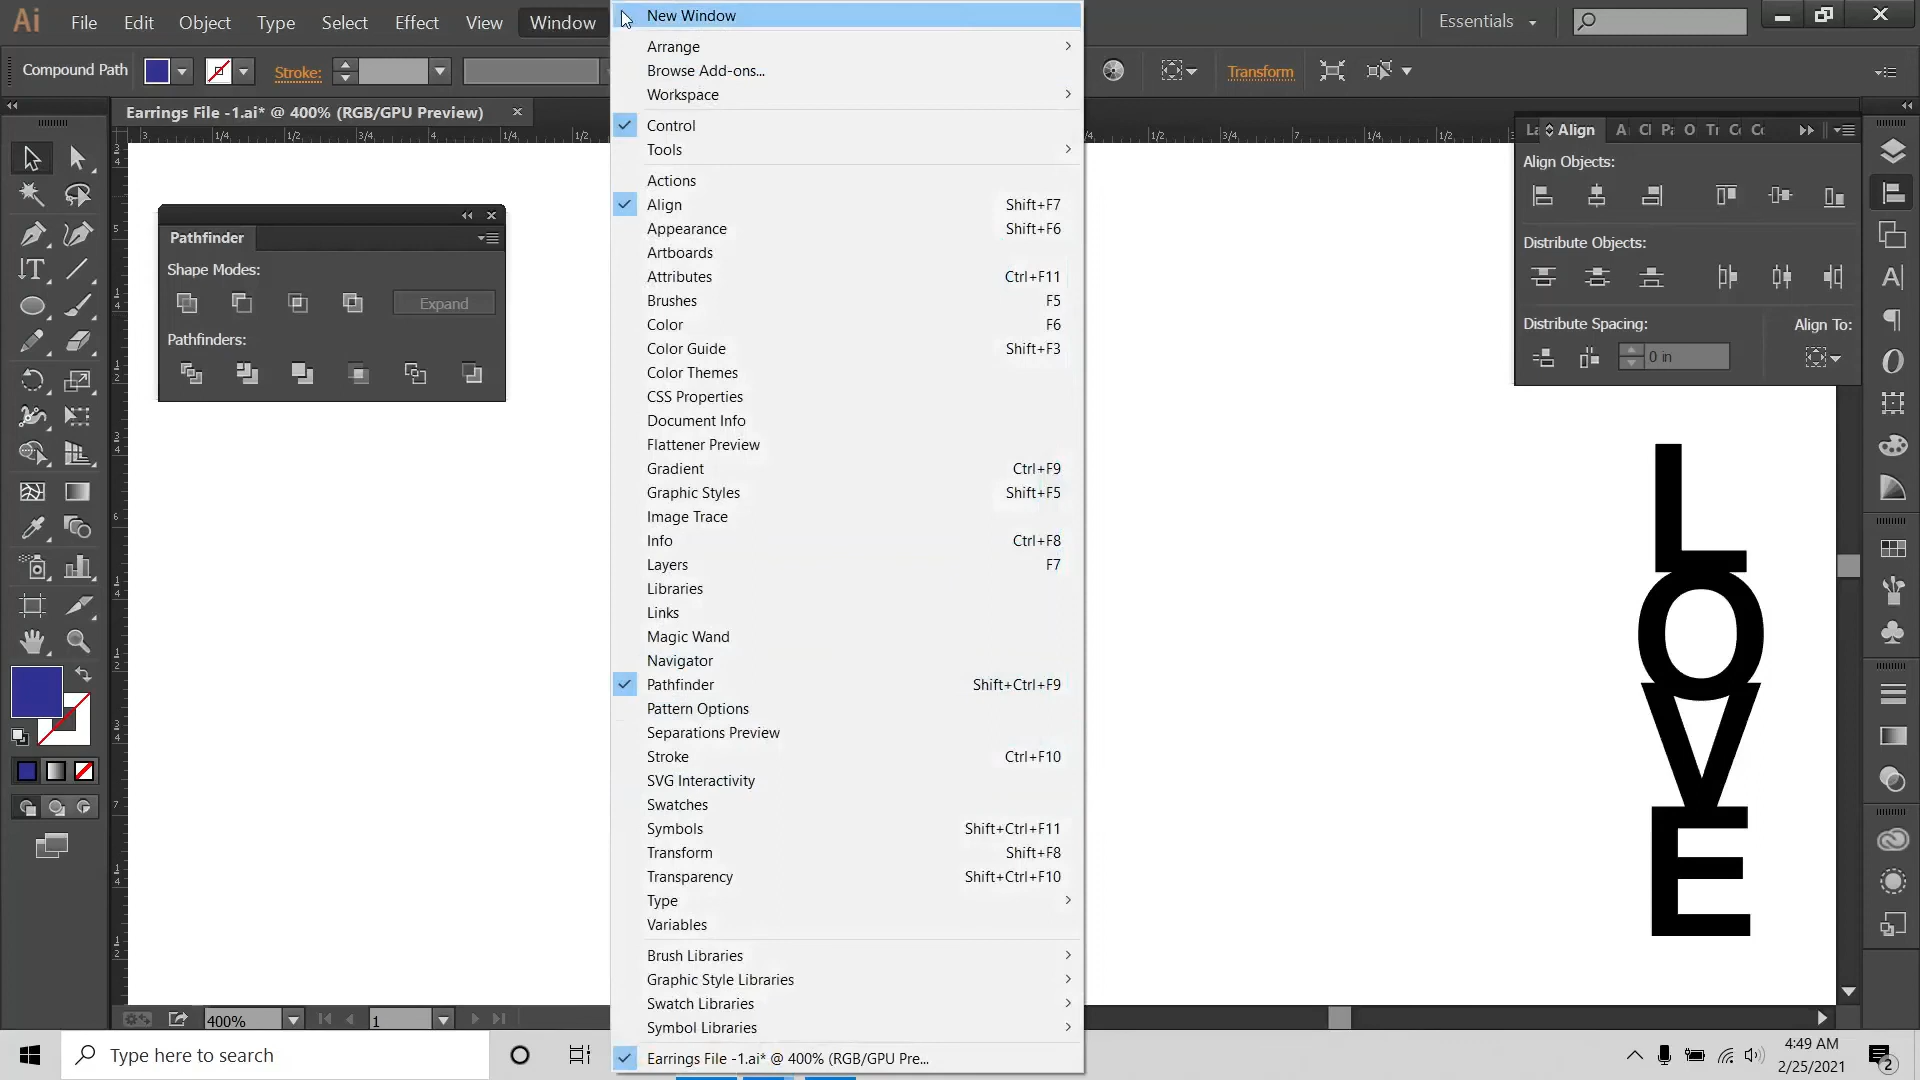 Ai File Edit Object Type Select Effect View Window Essentials
Compound Path Stroke: Transform
Earrings File -1.ai* @ 400% (RGB/GPU Preview)
New Window
Arrange
Browse Add-ons...
Workspace
Control
Tools
Actions
Align Shift+F7
Appearance Shift+F6
Artboards
Attributes Ctrl+F11
Brushes F5
Color F6
Color Guide Shift+F3
Color Themes
CSS Properties
Document Info
Flattener Preview
Gradient Ctrl+F9
Graphic Styles Shift+F5
Image Trace
Info Ctrl+F8
Layers F7
Libraries
Links
Magic Wand
Navigator
Pathfinder Shift+Ctrl+F9
Pattern Options
Separations Preview
Stroke Ctrl+F10
SVG Interactivity
Swatches
Symbols Shift+Ctrl+F11
Transform Shift+F8
Transparency Shift+Ctrl+F10
Type
Variables
Brush Libraries
Graphic Style Libraries
Swatch Libraries
Symbol Libraries
Earrings File -1.ai* @ 400% (RGB/GPU Pre...
Pathfinder
Shape Modes:
Expand
Pathfinders:
Align
Align Objects:
Distribute Objects:
Distribute Spacing: Align To:
0 in
L
O
V
E
400% 1
Type here to search
4:49 AM
2/25/2021
2